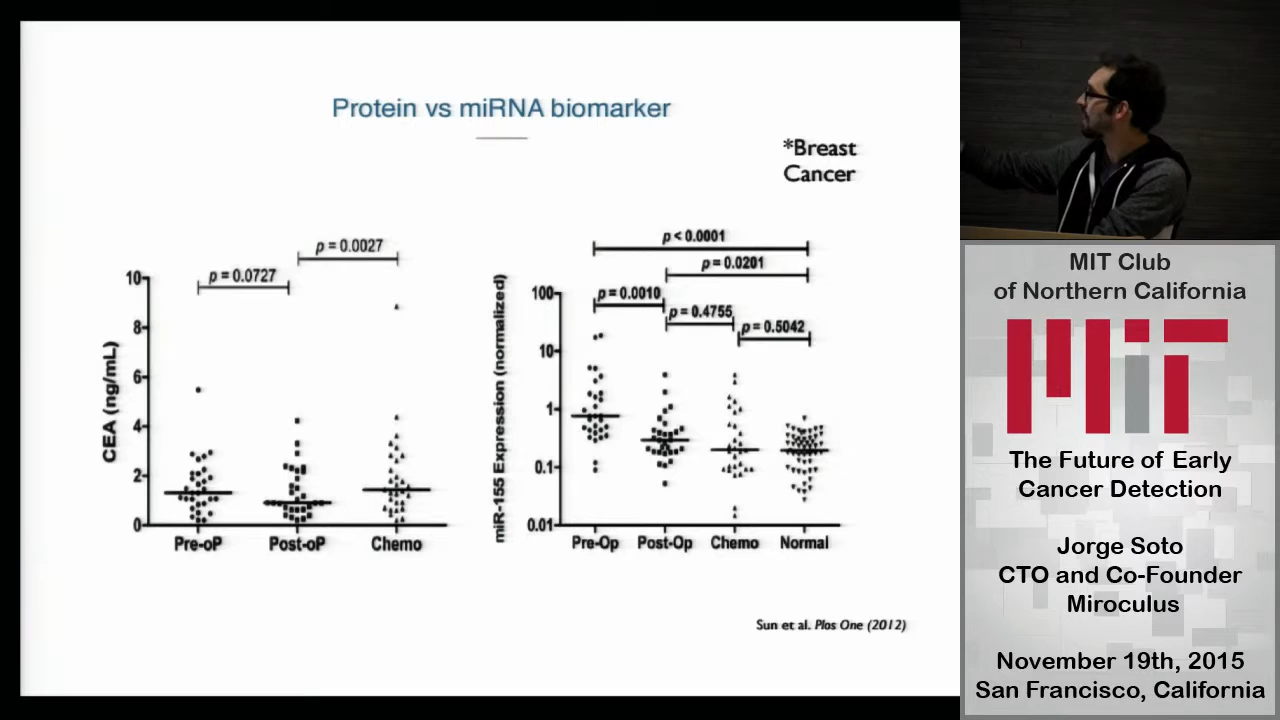 Protein vs miRNA biomarker
*Breast
Cancer
p = 0.0027
p = 0.0727
10
8
6
4
2
0
CEA (ng/mL)
Pre-oP
Post-oP
Chemo
p < 0.0001
p = 0.0201
p = 0.0010
p = 0.4755
p = 0.5042
100
10
1
0.1
0.01
miR-155 Expression (normalized)
Pre-Op
Post-Op
Chemo
Normal
Sun et al. Plos One (2012)
MIT Club
of Northern California
MIT
The Future of Early
Cancer Detection
Jorge Soto
CTO and Co-Founder
Miroculus
November 19th, 2015
San Francisco, California